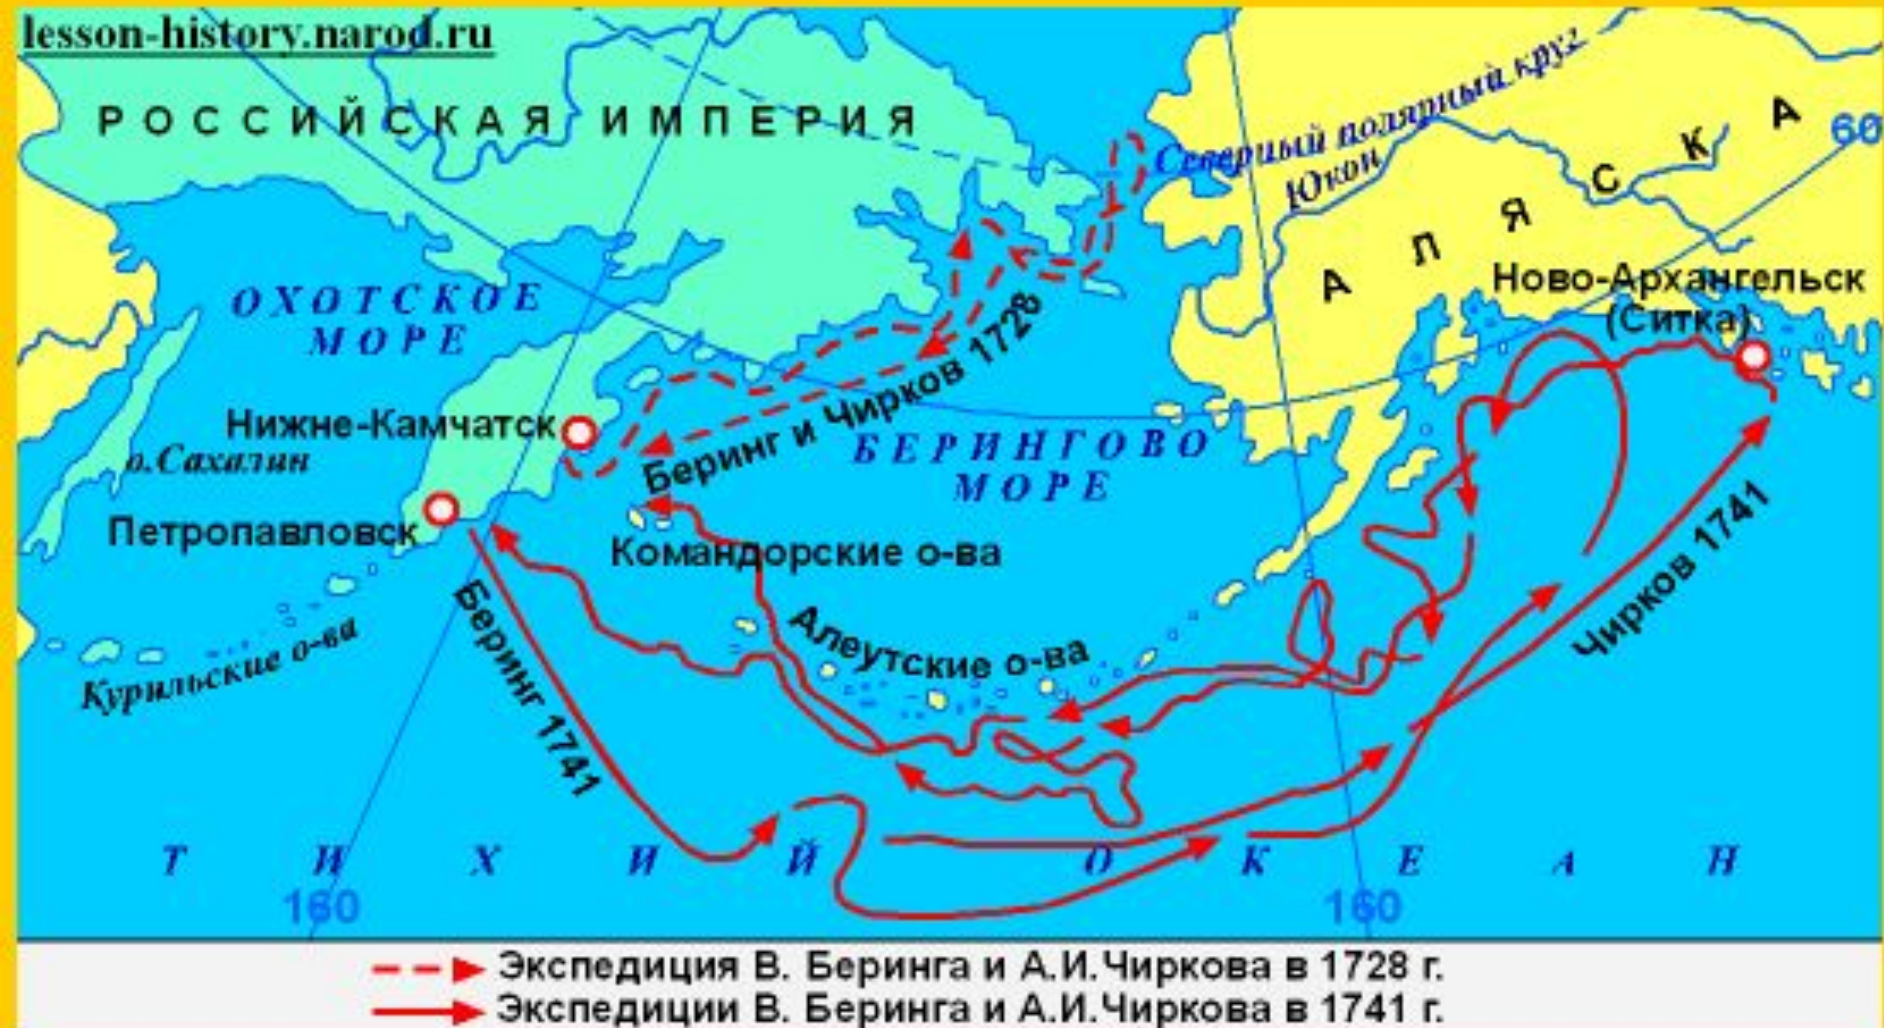 lesson-history.narod.ru
РОССИЙСКАЯ ИМПЕРИЯ
Северный полярный круг
Юкон
АЛЯСКА
60
ОХОТСКОЕ
МОРЕ
Ново-Архангельск
(Ситка)
Беринг и Чирков 1728
Нижне-Камчатск
о.Сахалин
БЕРИНГОВО
МОРЕ
Петропавловск
Командорские о-ва
Чирков 1741
Беринг 1741
Алеутские о-ва
Курильские о-ва
ТИХИЙ ОКЕАН
160
160
Экспедиция В. Беринга и А.И.Чиркова в 1728 г.
Экспедиции В. Беринга и А.И.Чиркова в 1741 г.